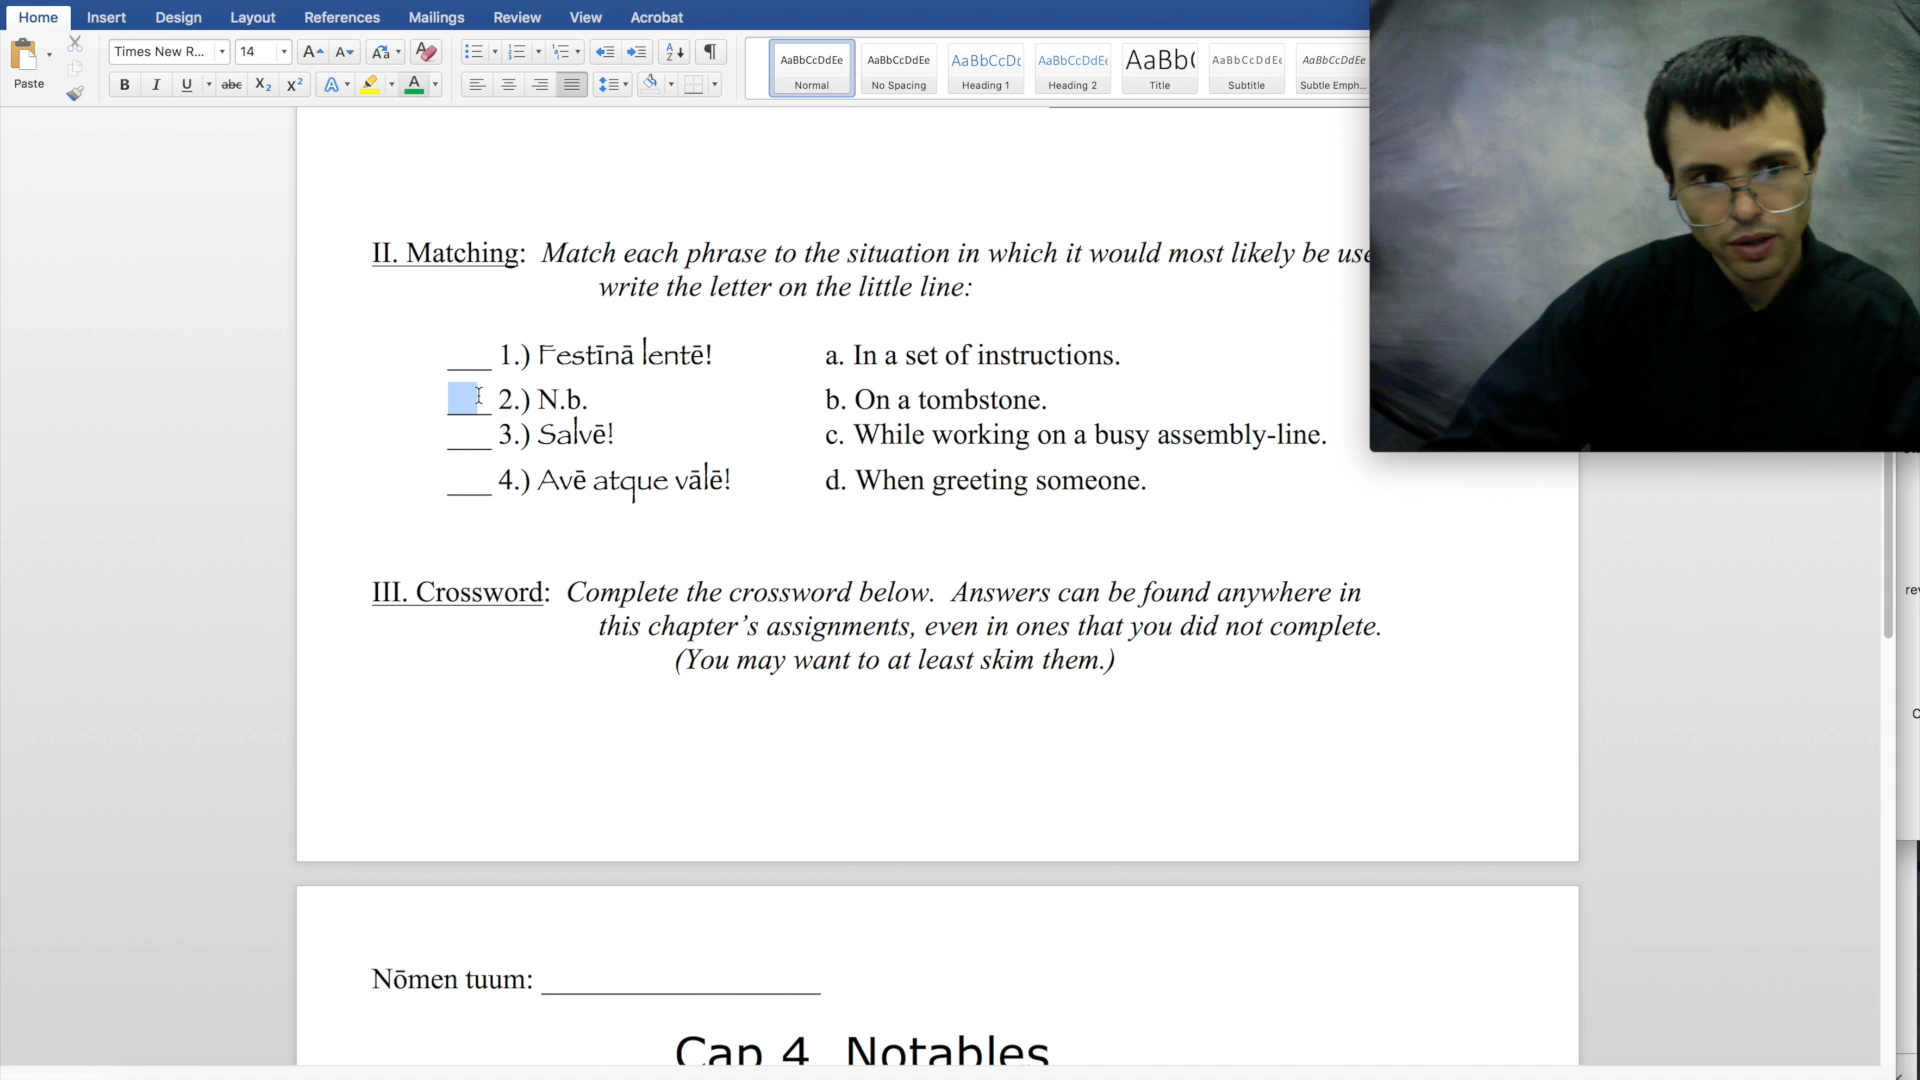 Home Insert Design Layout References Mailings Review View Acrobat
Times New R... 14
Paste
AaBbCcDdEe AaBbCcDdEe AaBbCcDc AaBbCcDdEe AaBb( AaBbCcDdEe AaBbCcDdEe
Normal No Spacing Heading 1 Heading 2 Title Subtitle Subtle Emph...
II. Matching: Match each phrase to the situation in which it would most likely be use
write the letter on the little line:
___ 1.) Festīnā lentē! a. In a set of instructions.
___ 2.) N.b. b. On a tombstone.
___ 3.) Salvē! c. While working on a busy assembly-line.
___ 4.) Avē atque vālē! d. When greeting someone.
III. Crossword: Complete the crossword below. Answers can be found anywhere in
this chapter’s assignments, even in ones that you did not complete.
(You may want to at least skim them.)
Nōmen tuum: ____________________
Cap 4 Notables